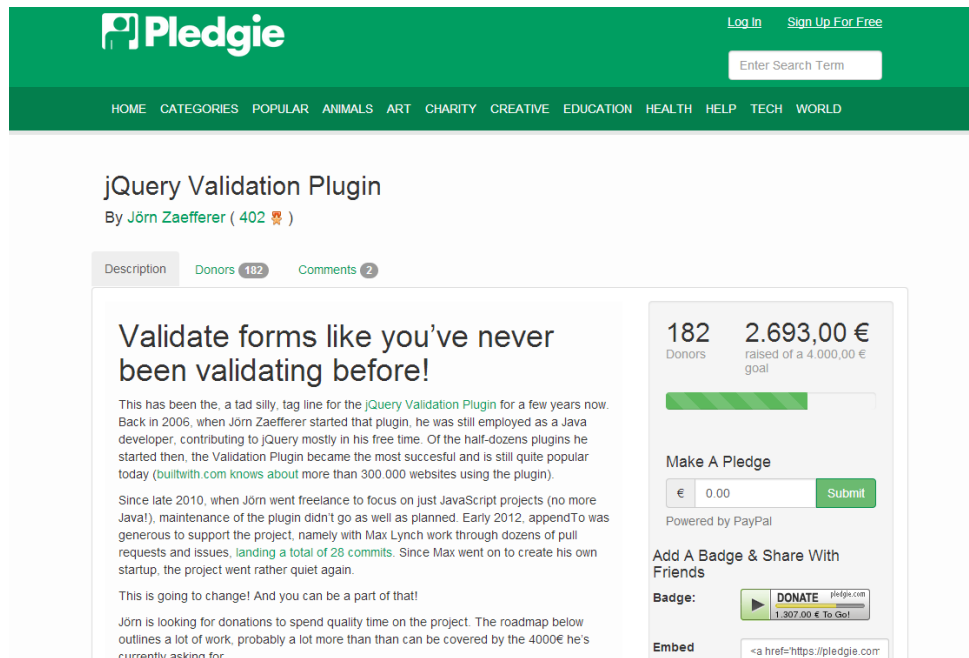 Pledgie
Log In Sign Up For Free
Enter Search Term
HOME CATEGORIES POPULAR ANIMALS ART CHARITY CREATIVE EDUCATION HEALTH HELP TECH WORLD
jQuery Validation Plugin
By Jörn Zaefferer ( 402 )
Description Donors 182 Comments 2
Validate forms like you've never
been validating before!
This has been the, a tad silly, tag line for the jQuery Validation Plugin for a few years now.
Back in 2006, when Jörn Zaefferer started that plugin, he was still employed as a Java
developer, contributing to jQuery mostly in his free time. Of the half-dozens plugins he
started then, the Validation Plugin became the most succesful and is still quite popular
today (builtwith.com knows about more than 300.000 websites using the plugin).
Since late 2010, when Jörn went freelance to focus on just JavaScript projects (no more
Java!), maintenance of the plugin didn't go as well as planned. Early 2012, appendTo was
generous to support the project, namely with Max Lynch work through dozens of pull
requests and issues, landing a total of 28 commits. Since Max went on to create his own
startup, the project went rather quiet again.
This is going to change! And you can be a part of that!
Jörn is looking for donations to spend quality time on the project. The roadmap below
outlines a lot of work, probably a lot more than than can be covered by the 4000€ he's
currently asking for.
182 2.693,00 €
Donors raised of a 4.000,00 €
goal
Make A Pledge
€ 0.00 Submit
Powered by PayPal
Add A Badge & Share With
Friends
Badge: DONATE pledgie.com
1.307.00 € To Go!
Embed <a href='https://pledgie.com